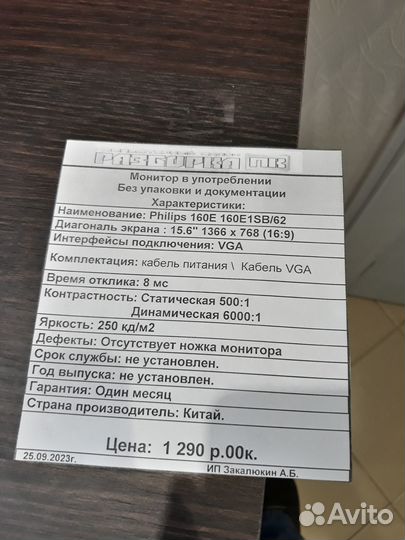 РАЗБИРКА ПК
Монитор в употреблении
Без упаковки и документации
Характеристики:
Наименование: Philips 160E 160E1SB/62
Диагональ экрана : 15.6" 1366 x 768 (16:9)
Интерфейсы подключения: VGA
Комплектация: кабель питания \ Кабель VGA
Время отклика: 8 мс
Контрастность: Статическая 500:1
Динамическая 6000:1
Яркость: 250 кд/м2
Дефекты: Отсутствует ножка монитора
Срок службы: не установлен.
Год выпуска: не установлен.
Гарантия: Один месяц
Страна производитель: Китай.
Цена: 1 290 р.00к.
25.09.2023г. ИП Закалюкин А.Б.
Avito